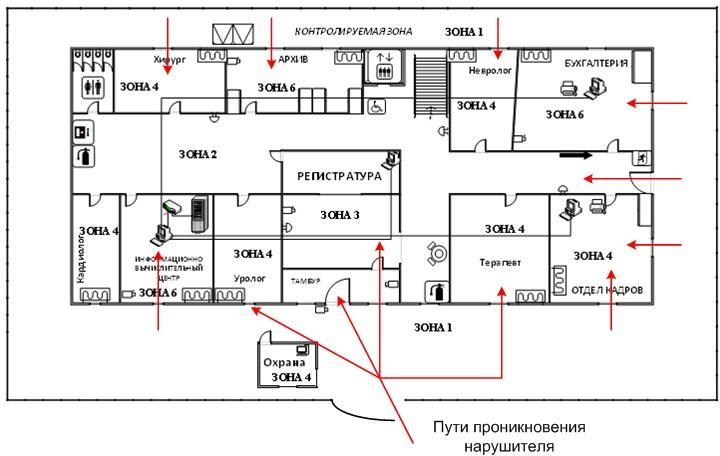 КОНТРОЛИРУЕМАЯ ЗОНА
ЗОНА 1
Хирург
АРХИВ
Невролог
БУХГАЛТЕРИЯ
ЗОНА 4
ЗОНА 6
ЗОНА 4
ЗОНА 6
ЗОНА 2
РЕГИСТРАТУРА
ЗОНА 3
ЗОНА 4
Кардиолог
ИНФОРМАЦИОННО
ВЫЧИСЛИТЕЛЬНЫЙ
ЦЕНТР
ЗОНА 6
ЗОНА 4
Уролог
ТАМБУР
ЗОНА 4
Терапевт
ЗОНА 4
ОТДЕЛ КАДРОВ
ЗОНА 1
Охрана
ЗОНА 4
Пути проникновения
нарушителя